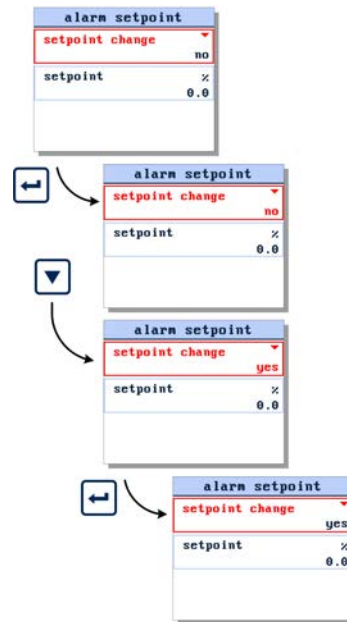 alarm setpoint
setpoint change
no
setpoint %
0.0
alarm setpoint
setpoint change
no
setpoint %
0.0
alarm setpoint
setpoint change
yes
setpoint %
0.0
alarm setpoint
setpoint change
yes
setpoint %
0.0